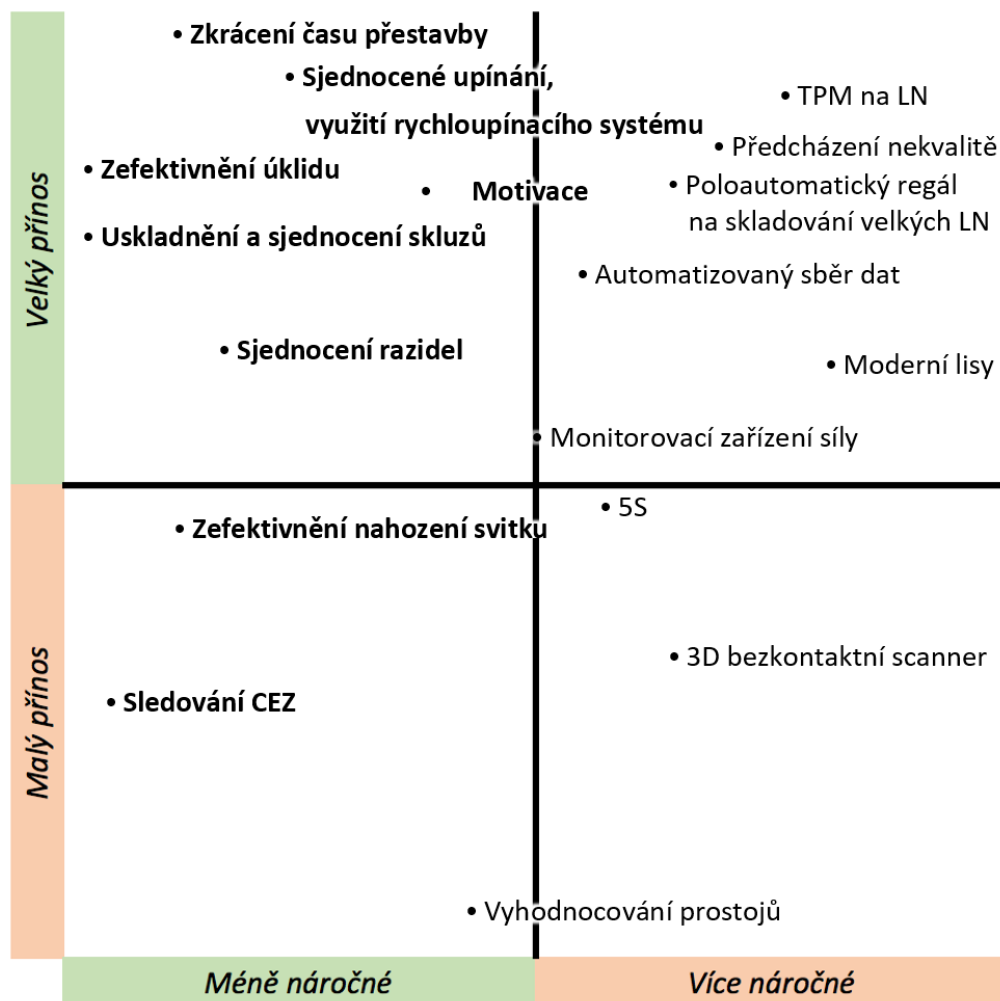 • Zkrácení času přestavby
• Sjednocené upínání,
využití rychloupínacího systému
• TPM na LN
• Předcházení nekvalitě
• Zefektivnění úklidu
• Motivace
• Poloautomatický regál
na skladování velkých LN
• Uskladnění a sjednocení skluzů
• Automatizovaný sběr dat
• Sjednocení razidel
• Moderní lisy
• Monitorovací zařízení síly
Velký přínos
• 5S
• Zefektivnění nahození svitku
• 3D bezkontaktní scanner
• Sledování CEZ
• Vyhodnocování prostojů
Malý přínos
Méně náročné
Více náročné